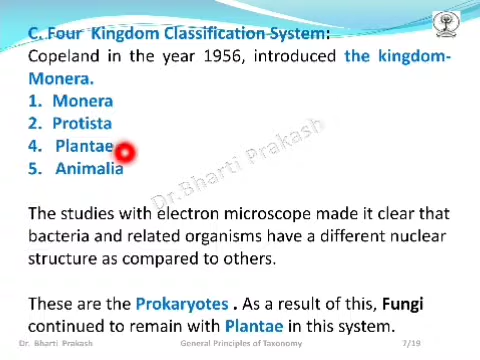 C. Four Kingdom Classification System:
Copeland in the year 1956, introduced the kingdom-
Monera.
1. Monera
2. Protista
4. Plantae
5. Animalia
Dr.Bharti Prakash
The studies with electron microscope made it clear that
bacteria and related organisms have a different nuclear
structure as compared to others.
These are the Prokaryotes . As a result of this, Fungi
continued to remain with Plantae in this system.
Dr. Bharti Prakash General Principles of Taxonomy 7/19